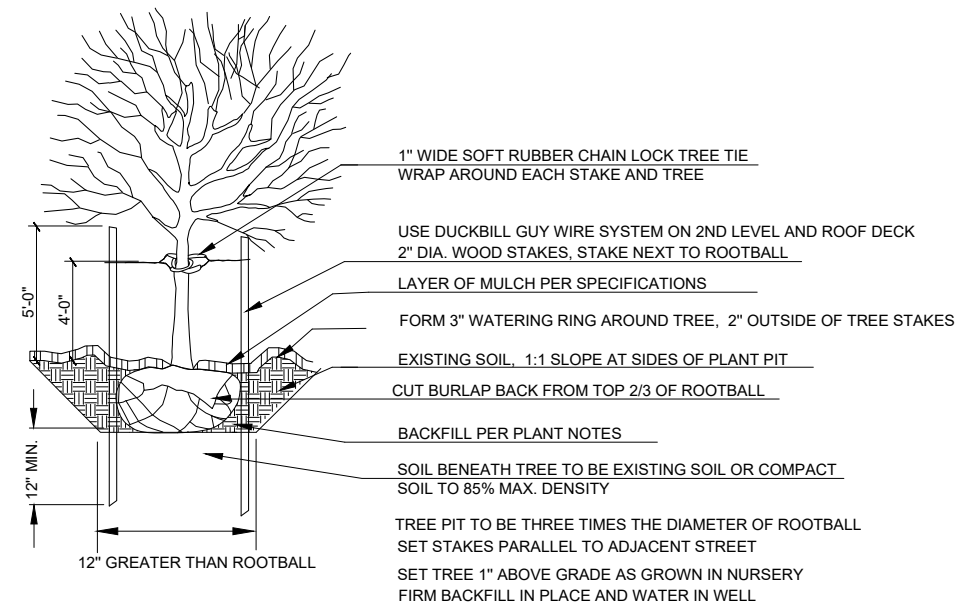 1" WIDE SOFT RUBBER CHAIN LOCK TREE TIE
WRAP AROUND EACH STAKE AND TREE
USE DUCKBILL GUY WIRE SYSTEM ON 2ND LEVEL AND ROOF DECK
2" DIA. WOOD STAKES, STAKE NEXT TO ROOTBALL
LAYER OF MULCH PER SPECIFICATIONS
FORM 3" WATERING RING AROUND TREE, 2" OUTSIDE OF TREE STAKES
EXISTING SOIL, 1:1 SLOPE AT SIDES OF PLANT PIT
CUT BURLAP BACK FROM TOP 2/3 OF ROOTBALL
BACKFILL PER PLANT NOTES
SOIL BENEATH TREE TO BE EXISTING SOIL OR COMPACT
SOIL TO 85% MAX. DENSITY
TREE PIT TO BE THREE TIMES THE DIAMETER OF ROOTBALL
SET STAKES PARALLEL TO ADJACENT STREET
SET TREE 1" ABOVE GRADE AS GROWN IN NURSERY
FIRM BACKFILL IN PLACE AND WATER IN WELL
5'-0"
4'-0"
12" MIN.
12" GREATER THAN ROOTBALL